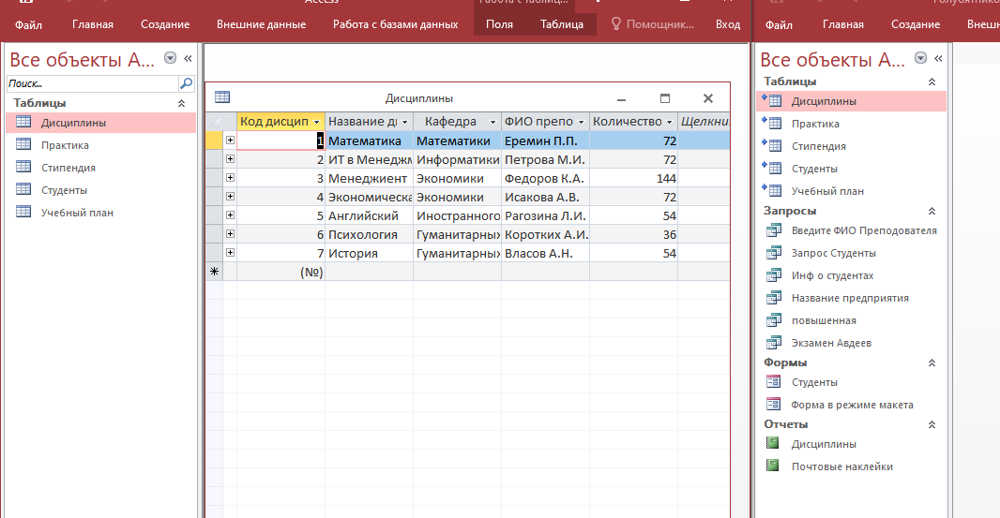 Access
Работа с таблиц...
Файл Главная Создание Внешние данные Работа с базами данных Поля Таблица Помощник... Вход
Все объекты A...
Поиск...
Таблицы
Дисциплины
Практика
Стипендия
Студенты
Учебный план
Дисциплины
Код дисцип Название ди Кафедра ФИО препо Количество Щелкни
1 Математика Математики Еремин П.П. 72
2 ИТ в Менедж Информатики Петрова М.И. 72
3 Менеджиент Экономики Федоров К.А. 144
4 Экономическа Экономики Исакова А.В. 72
5 Английский Иностранного Рагозина Л.И. 54
6 Психология Гуманитарных Коротких А.И. 36
7 История Гуманитарных Власов А.Н. 54
(№)
Файл Главная Создание Внешн
Все объекты A...
Таблицы
Дисциплины
Практика
Стипендия
Студенты
Учебный план
Запросы
Введите ФИО Преподователя
Запрос Студенты
Инф о студентах
Название предприятия
повышенная
Экзамен Авдеев
Формы
Студенты
Форма в режиме макета
Отчеты
Дисциплины
Почтовые наклейки